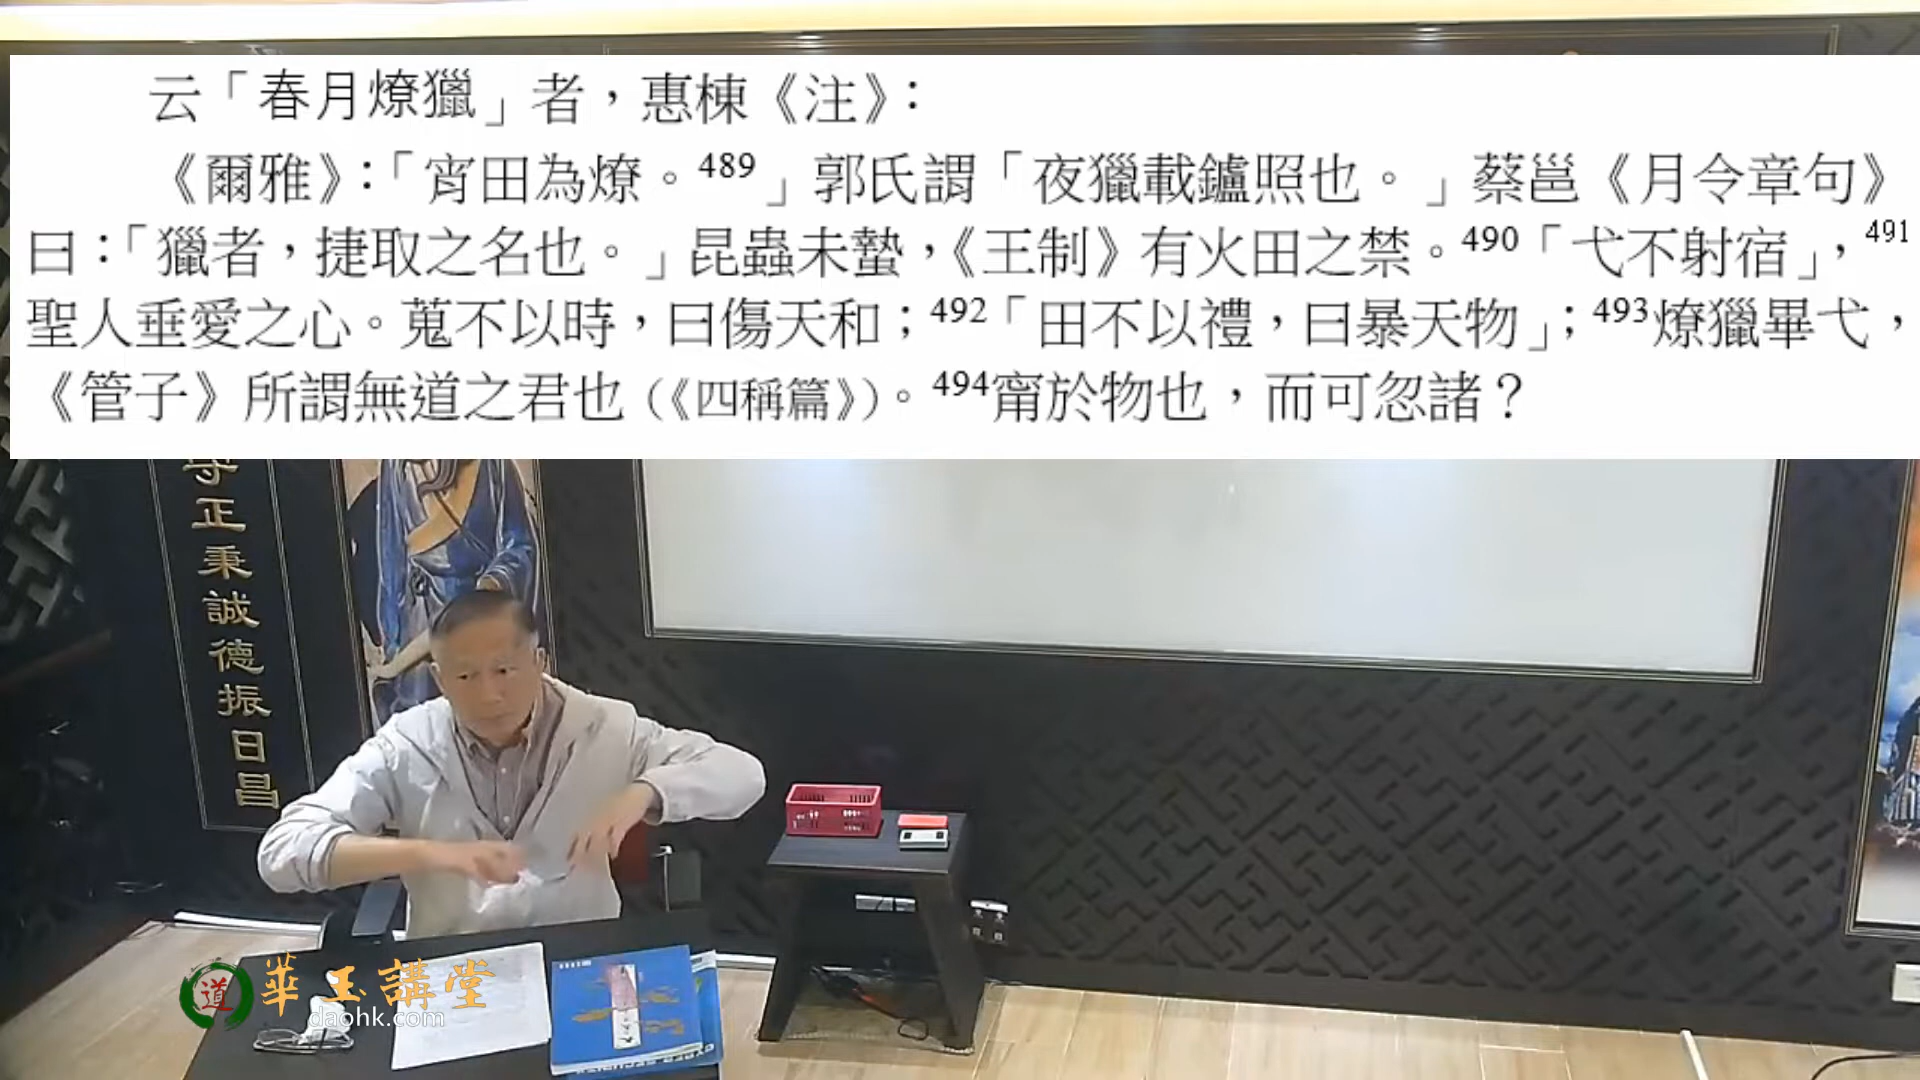 云「春月燎獵」者，惠棟《注》：
《爾雅》：「宵田為燎。489」郭氏謂「夜獵載鑪照也。」蔡邕《月令章句》
曰：「獵者，捷取之名也。」昆蟲未蟄，《王制》有火田之禁。490「弋不射宿」，491
聖人垂愛之心。蒐不以時，曰傷天和；492「田不以禮，曰暴天物」；493燎獵畢弋，
《管子》所謂無道之君也（《四稱篇》）。494甯於物也，而可忽諸？
正秉誠德振日昌
道
華玉講堂
daohk.com